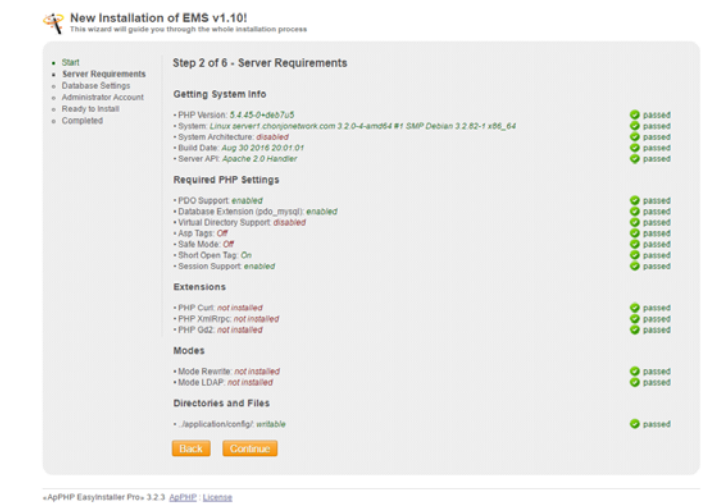 New Installation of EMS v1.10!
This wizard will guide you through the whole installation process
Start
Server Requirements
Database Settings
Administrator Account
Ready to Install
Completed
Step 2 of 6 - Server Requirements
Getting System Info
• PHP Version: 5.4.45-0+deb7u5 passed
• System: Linux server1.chonjonetwork.com 3.2.0-4-amd64 #1 SMP Debian 3.2.82-1 x86_64 passed
• System Architecture: disabled passed
• Build Date: Aug 30 2016 20:01:01 passed
• Server API: Apache 2.0 Handler passed
Required PHP Settings
• PDO Support: enabled passed
• Database Extension (pdo_mysql): enabled passed
• Virtual Directory Support: disabled passed
• Asp Tags: Off passed
• Safe Mode: Off passed
• Short Open Tag: On passed
• Session Support: enabled passed
Extensions
• PHP Curl: not installed passed
• PHP XmlRrpc: not installed passed
• PHP Gd2: not installed passed
Modes
• Mode Rewrite: not installed passed
• Mode LDAP: not installed passed
Directories and Files
• ../application/config/: writable passed
Back Continue
«ApPHP EasyInstaller Pro» 3.2.3 ApPHP : License